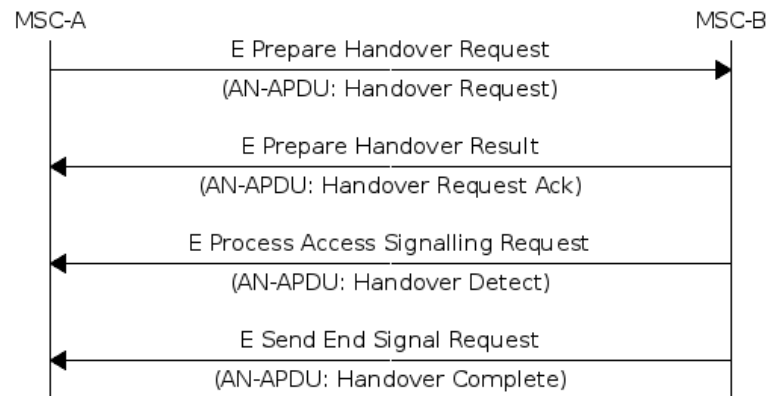 MSC-A MSC-B
E Prepare Handover Request
(AN-APDU: Handover Request)
E Prepare Handover Result
(AN-APDU: Handover Request Ack)
E Process Access Signalling Request
(AN-APDU: Handover Detect)
E Send End Signal Request
(AN-APDU: Handover Complete)